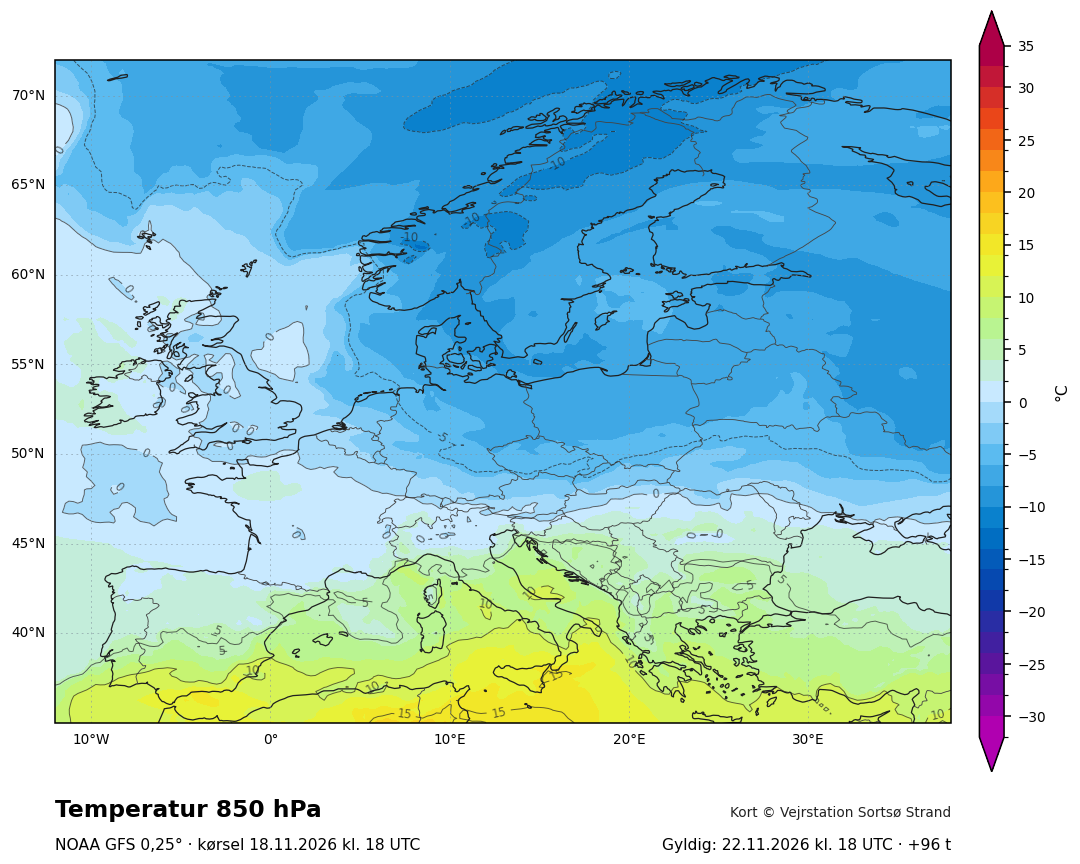 35
30
25
20
15
10
5
0
−5
−10
−15
−20
−25
−30
°C
70°N
65°N
60°N
55°N
50°N
45°N
40°N
10°W
0°
10°E
20°E
30°E
Temperatur 850 hPa
Kort © Vejrstation Sortsø Strand
NOAA GFS 0,25° · kørsel 18.11.2026 kl. 18 UTC
Gyldig: 22.11.2026 kl. 18 UTC · +96 t